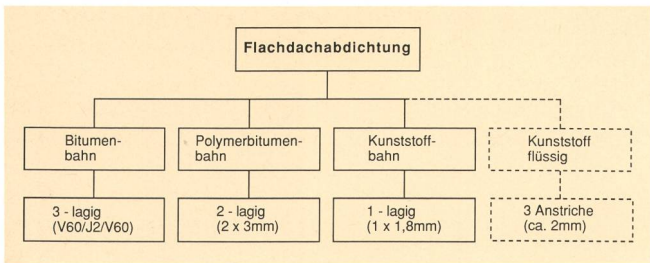 Flachdachabdichtung
Bitumen-
bahn
Polymerbitumen-
bahn
Kunststoff-
bahn
Kunststoff
flüssig
3 - lagig
(V60/J2/V60)
2 - lagig
(2 x 3mm)
1 - lagig
(1 x 1,8mm)
3 Anstriche
(ca. 2mm)